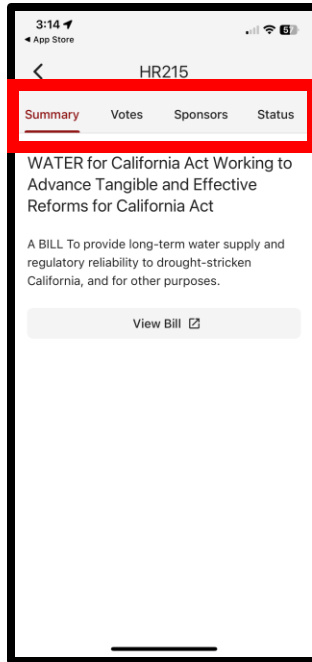 3:14
57
◄ App Store
HR215
Summary Votes Sponsors Status
WATER for California Act Working to
Advance Tangible and Effective
Reforms for California Act
A BILL To provide long-term water supply and
regulatory reliability to drought-stricken
California, and for other purposes.
View Bill